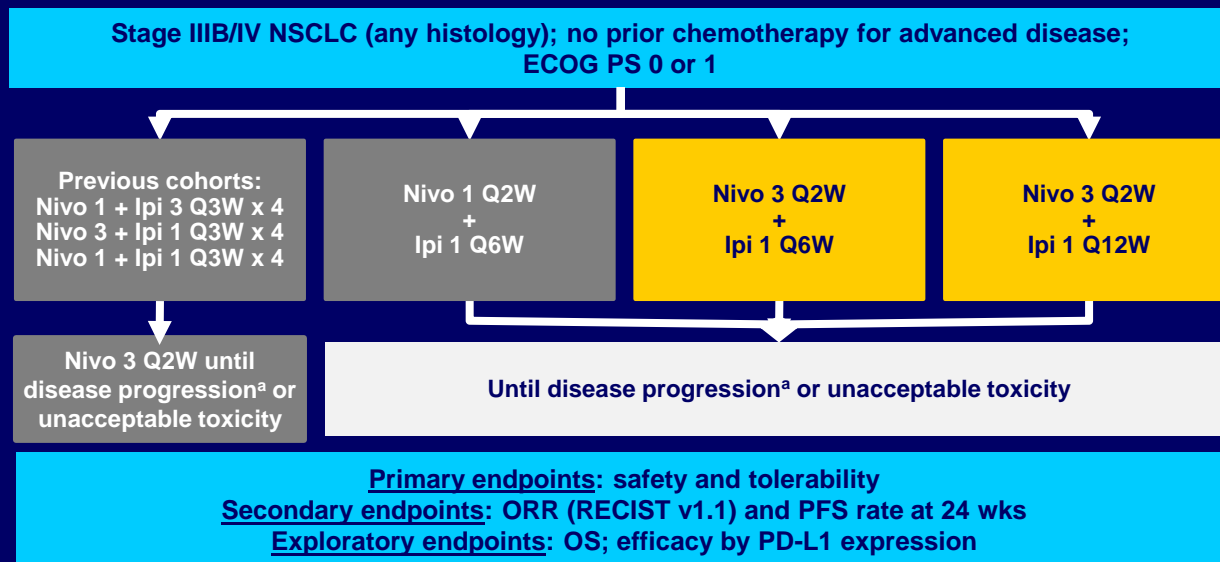 Stage IIIB/IV NSCLC (any histology); no prior chemotherapy for advanced disease;
ECOG PS 0 or 1
Previous cohorts:
Nivo 1 + Ipi 3 Q3W x 4
Nivo 3 + Ipi 1 Q3W x 4
Nivo 1 + Ipi 1 Q3W x 4
Nivo 1 Q2W
+
Ipi 1 Q6W
Nivo 3 Q2W
+
Ipi 1 Q6W
Nivo 3 Q2W
+
Ipi 1 Q12W
Nivo 3 Q2W until
disease progressionᵃ or
unacceptable toxicity
Until disease progressionᵃ or unacceptable toxicity
Primary endpoints: safety and tolerability
Secondary endpoints: ORR (RECIST v1.1) and PFS rate at 24 wks
Exploratory endpoints: OS; efficacy by PD-L1 expression